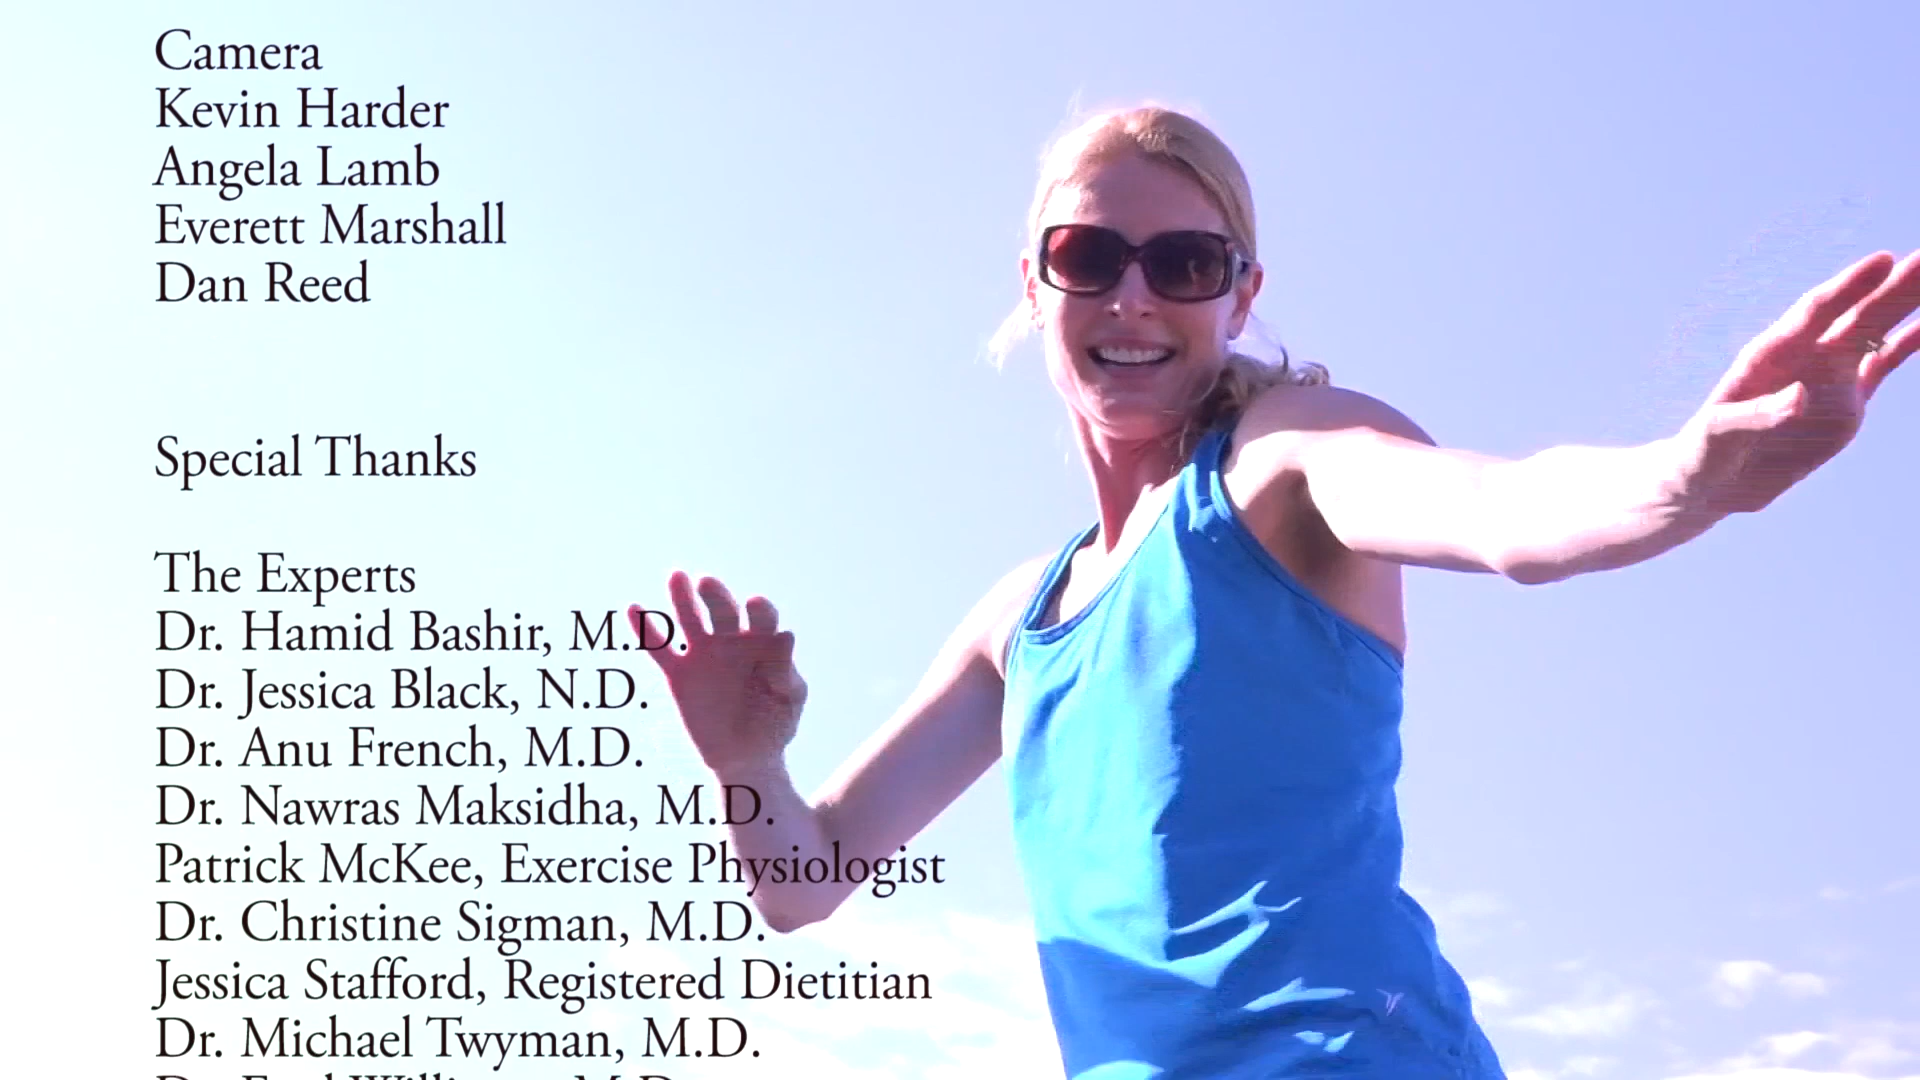 Camera
Kevin Harder
Angela Lamb
Everett Marshall
Dan Reed
Special Thanks
The Experts
Dr. Hamid Bashir, M.D.
Dr. Jessica Black, N.D.
Dr. Anu French, M.D.
Dr. Nawras Maksidha, M.D.
Patrick McKee, Exercise Physiologist
Dr. Christine Sigman, M.D.
Jessica Stafford, Registered Dietitian
Dr. Michael Twyman, M.D.